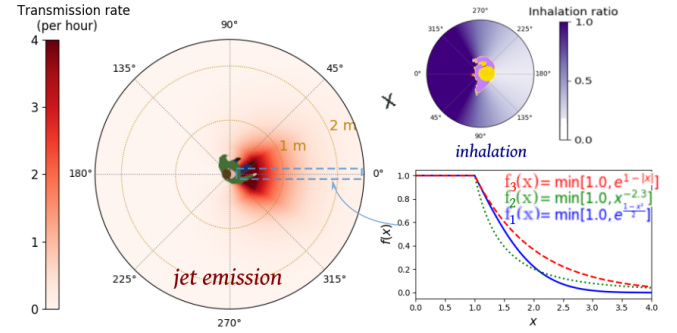 Transmission rate
(per hour)
4
3
2
1
0
90°
135°
45°
180°
0°
225°
315°
270°
1 m
2 m
jet emission
X
270°
225°
315°
0°
180°
45°
135°
90°
Inhalation ratio
1.0
0.5
0.0
inhalation
f₃(x)= min[1.0, e^{1-|x|}]
f₂(x)= min[1.0, x^{-2.3}]
f₁(x)= min[1.0, e^{\frac{1-x²}{2}}]
f(x)
1.0
0.8
0.6
0.4
0.2
0.0
0.0 0.5 1.0 1.5 2.0 2.5 3.0 3.5 4.0
x